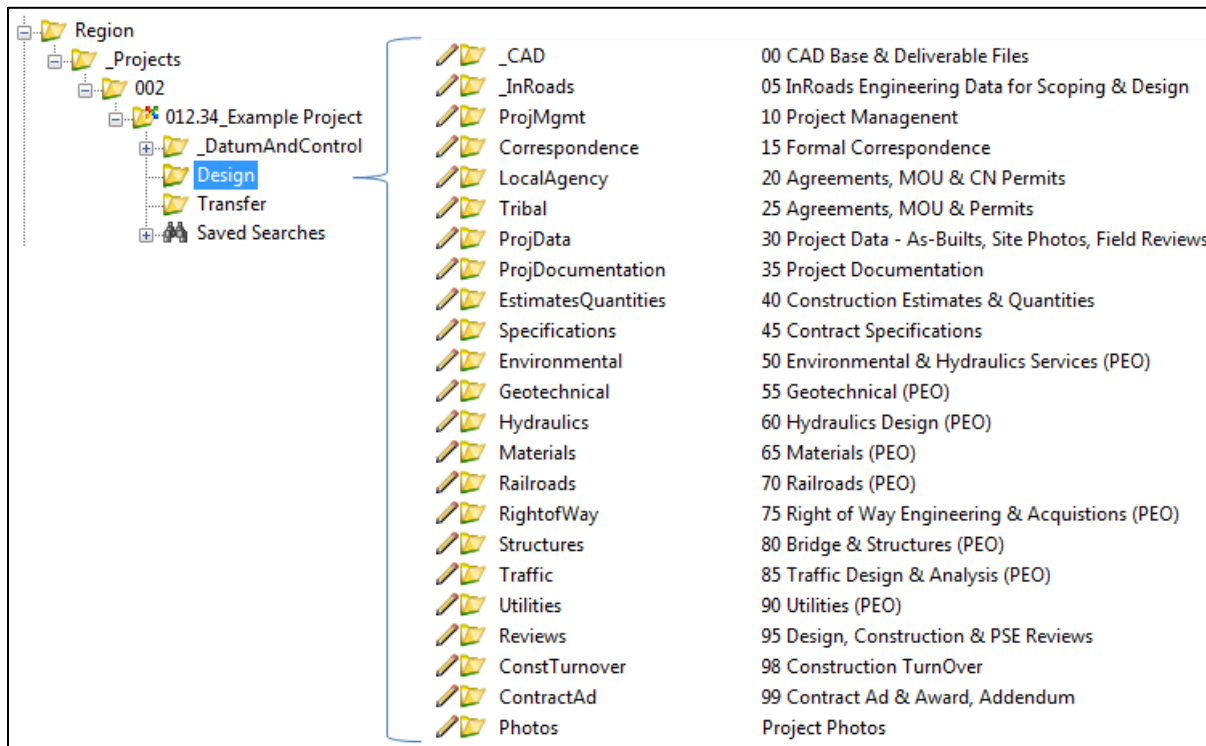 Region
_Projects
002
012.34_Example Project
_DatumAndControl
Design
Transfer
Saved Searches
_CAD 00 CAD Base & Deliverable Files
_InRoads 05 InRoads Engineering Data for Scoping & Design
ProjMgmt 10 Project Managenent
Correspondence 15 Formal Correspondence
LocalAgency 20 Agreements, MOU & CN Permits
Tribal 25 Agreements, MOU & Permits
ProjData 30 Project Data - As-Builts, Site Photos, Field Reviews
ProjDocumentation 35 Project Documentation
EstimatesQuantities 40 Construction Estimates & Quantities
Specifications 45 Contract Specifications
Environmental 50 Environmental & Hydraulics Services (PEO)
Geotechnical 55 Geotechnical (PEO)
Hydraulics 60 Hydraulics Design (PEO)
Materials 65 Materials (PEO)
Railroads 70 Railroads (PEO)
RightofWay 75 Right of Way Engineering & Acquistions (PEO)
Structures 80 Bridge & Structures (PEO)
Traffic 85 Traffic Design & Analysis (PEO)
Utilities 90 Utilities (PEO)
Reviews 95 Design, Construction & PSE Reviews
ConstTurnover 98 Construction TurnOver
ContractAd 99 Contract Ad & Award, Addendum
Photos Project Photos